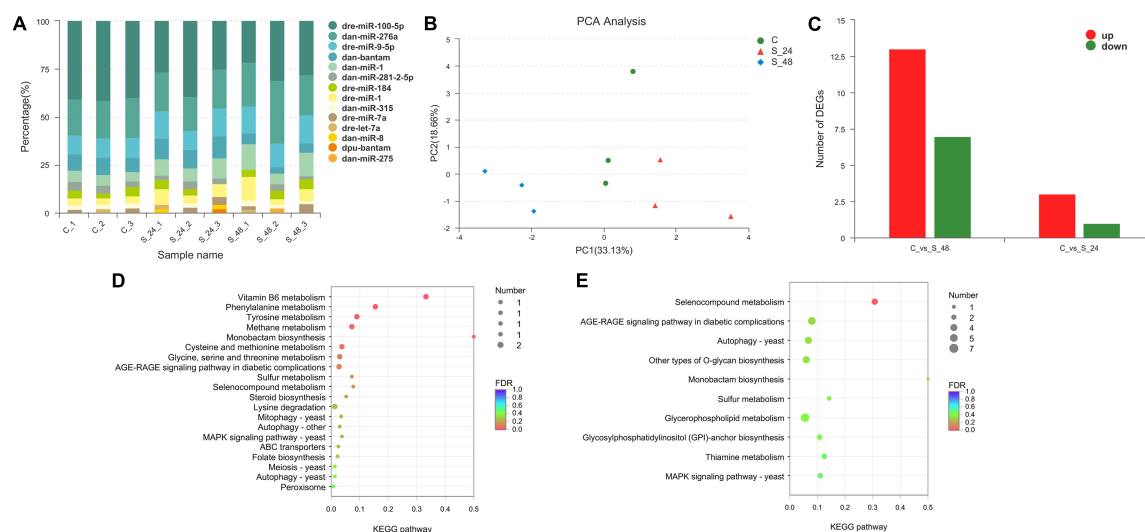 A
100
75
50
25
0
Percentage(%)
C_1
C_2
C_3
S_24_1
S_24_2
S_24_3
S_48_1
S_48_2
S_48_3
Sample name
dre-miR-100-5p
dan-miR-276a
dre-miR-9-5p
dan-bantam
dan-miR-1
dan-miR-281-2-5p
dre-miR-184
dre-miR-1
dan-miR-315
dre-miR-7a
dre-let-7a
dan-miR-8
dpu-bantam
dan-miR-275
B
PCA Analysis
C
S_24
S_48
5
4
3
2
1
0
-1
-2
PC2(18.66%)
-4
-2
0
2
4
PC1(33.13%)
C
up
down
15
12.5
10
7.5
5
2.5
0
Number of DEGs
C_vs_S_48
C_vs_S_24
D
Vitamin B6 metabolism
Phenylalanine metabolism
Tyrosine metabolism
Methane metabolism
Monobactam biosynthesis
Cysteine and methionine metabolism
Glycine, serine and threonine metabolism
AGE-RAGE signaling pathway in diabetic complications
Sulfur metabolism
Selenocompound metabolism
Steroid biosynthesis
Lysine degradation
Mitophagy - yeast
Autophagy - other
MAPK signaling pathway - yeast
ABC transporters
Folate biosynthesis
Meiosis - yeast
Autophagy - yeast
Peroxisome
0.0 0.1 0.2 0.3 0.4 0.5
KEGG pathway
Number
1
1
1
1
2
FDR
1.0
0.8
0.6
0.4
0.2
0.0
E
Selenocompound metabolism
AGE-RAGE signaling pathway in diabetic complications
Autophagy - yeast
Other types of O-glycan biosynthesis
Monobactam biosynthesis
Sulfur metabolism
Glycerophospholipid metabolism
Glycosylphosphatidylinositol (GPI)-anchor biosynthesis
Thiamine metabolism
MAPK signaling pathway - yeast
0.0 0.1 0.2 0.3 0.4 0.5
KEGG pathway
Number
1
2
4
5
7
FDR
1.0
0.8
0.6
0.4
0.2
0.0